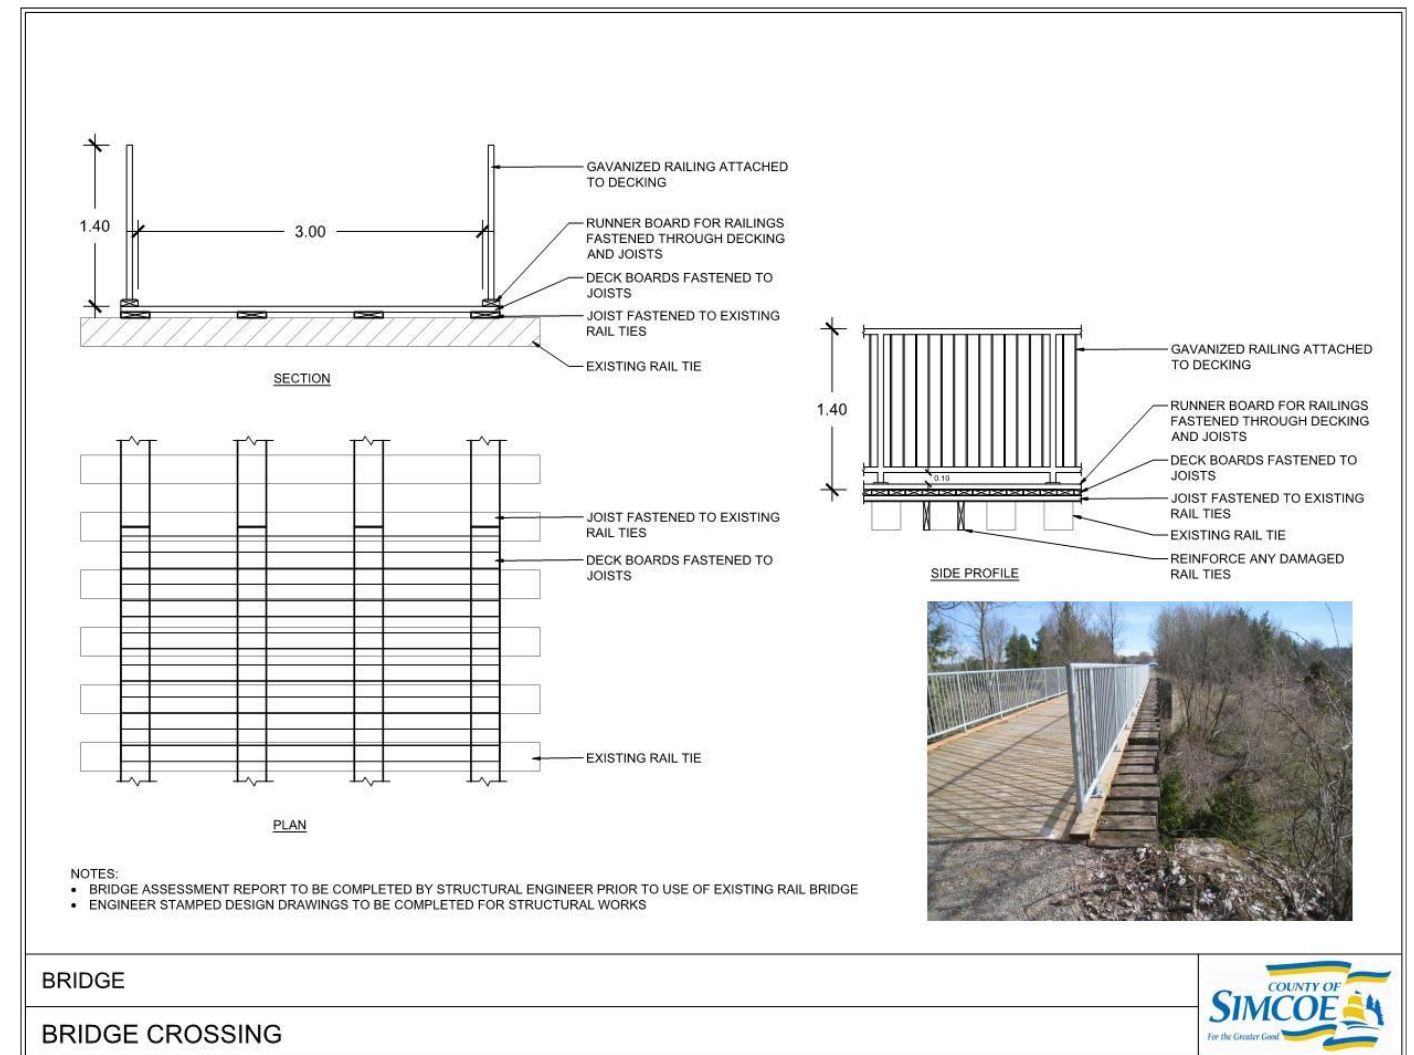 1.40
3.00
GAVANIZED RAILING ATTACHED
TO DECKING
RUNNER BOARD FOR RAILINGS
FASTENED THROUGH DECKING
AND JOISTS
DECK BOARDS FASTENED TO
JOISTS
JOIST FASTENED TO EXISTING
RAIL TIES
EXISTING RAIL TIE
SECTION
JOIST FASTENED TO EXISTING
RAIL TIES
DECK BOARDS FASTENED TO
JOISTS
EXISTING RAIL TIE
PLAN
1.40
0.10
GAVANIZED RAILING ATTACHED
TO DECKING
RUNNER BOARD FOR RAILINGS
FASTENED THROUGH DECKING
AND JOISTS
DECK BOARDS FASTENED TO
JOISTS
JOIST FASTENED TO EXISTING
RAIL TIES
EXISTING RAIL TIE
REINFORCE ANY DAMAGED
RAIL TIES
SIDE PROFILE
NOTES:
• BRIDGE ASSESSMENT REPORT TO BE COMPLETED BY STRUCTURAL ENGINEER PRIOR TO USE OF EXISTING RAIL BRIDGE
• ENGINEER STAMPED DESIGN DRAWINGS TO BE COMPLETED FOR STRUCTURAL WORKS
BRIDGE
BRIDGE CROSSING
COUNTY OF
SIMCOE
For the Greater Good